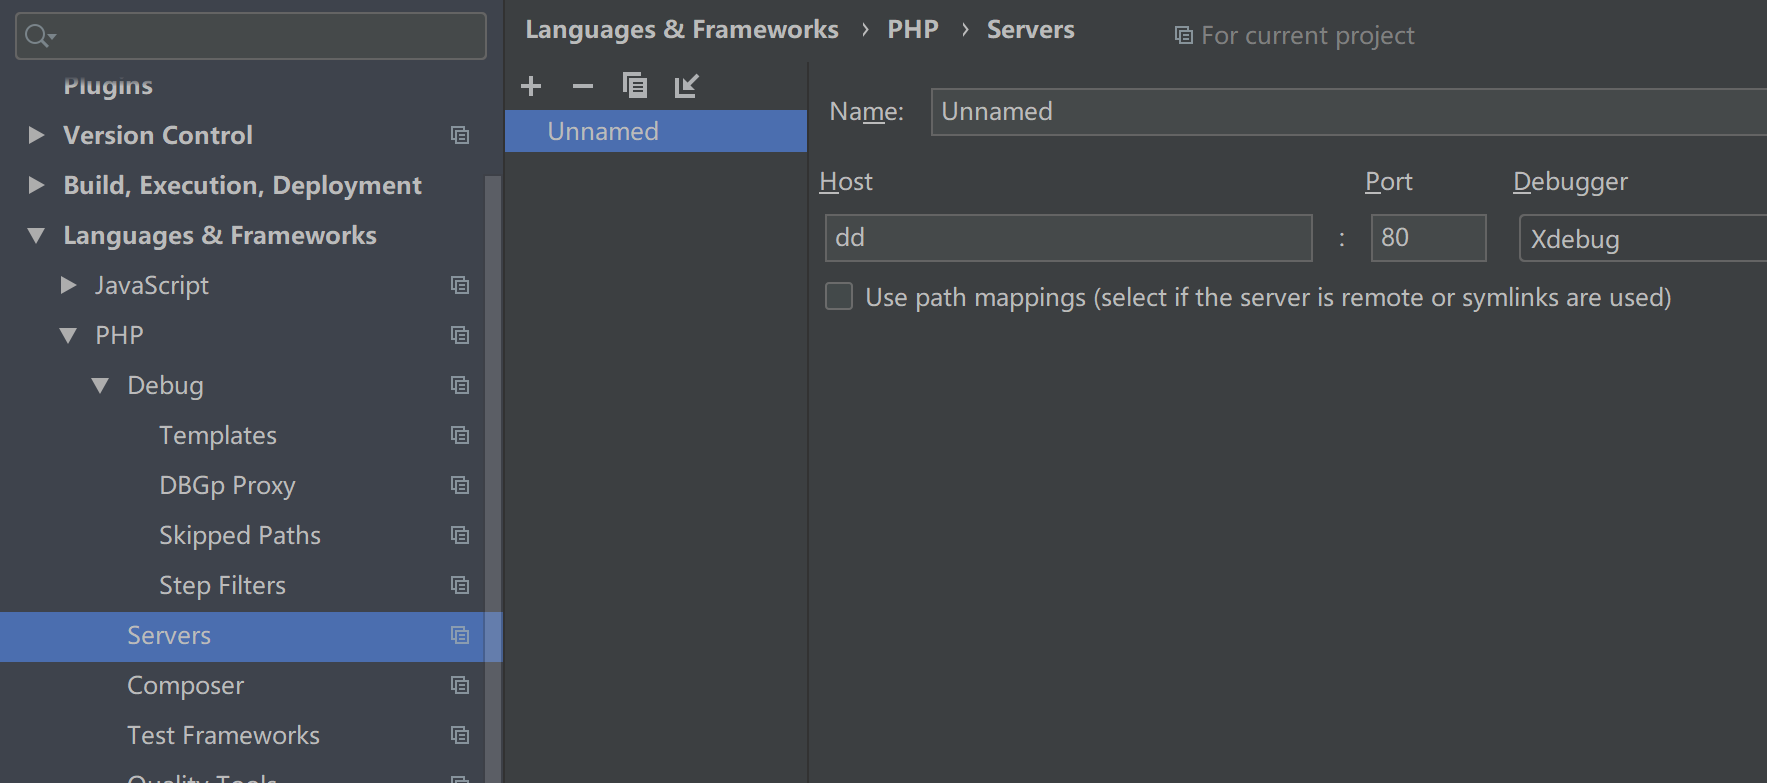 Plugins
Version Control
Build, Execution, Deployment
Languages & Frameworks
JavaScript
PHP
Debug
Templates
DBGp Proxy
Skipped Paths
Step Filters
Servers
Composer
Test Frameworks
Quality Tools
Languages & Frameworks › PHP › Servers
For current project
Unnamed
Name: Unnamed
Host Port Debugger
dd : 80 Xdebug
Use path mappings (select if the server is remote or symlinks are used)